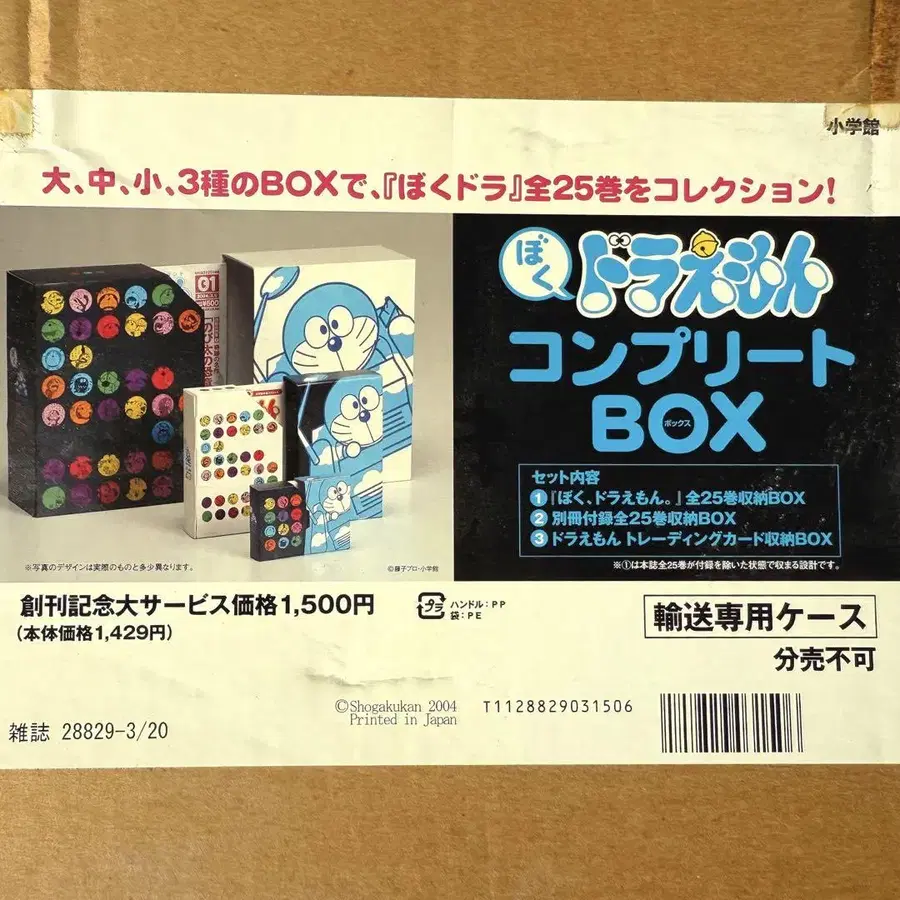 小学館
大、中、小、3種のBOXで、『ぼくドラ』全25巻をコレクション!
ぼく
ドラえもん
コンプリート
BOX
ボックス
セット内容
①『ぼく、ドラえもん。』全25巻収納BOX
②別冊付録全25巻収納BOX
③ドラえもん トレーディングカード収納BOX
※①は本誌全25巻が付録を除いた状態で収まる設計です。
01
※写真のデザインは実際のものと多少異なります。
©藤子プロ・小学館
創刊記念大サービス価格1,500円
(本体価格1,429円)
プラ
ハンドル:PP
袋:PE
輸送専用ケース
分売不可
©Shogakukan 2004
Printed in Japan
T1128829031506
雑誌 28829-3/20